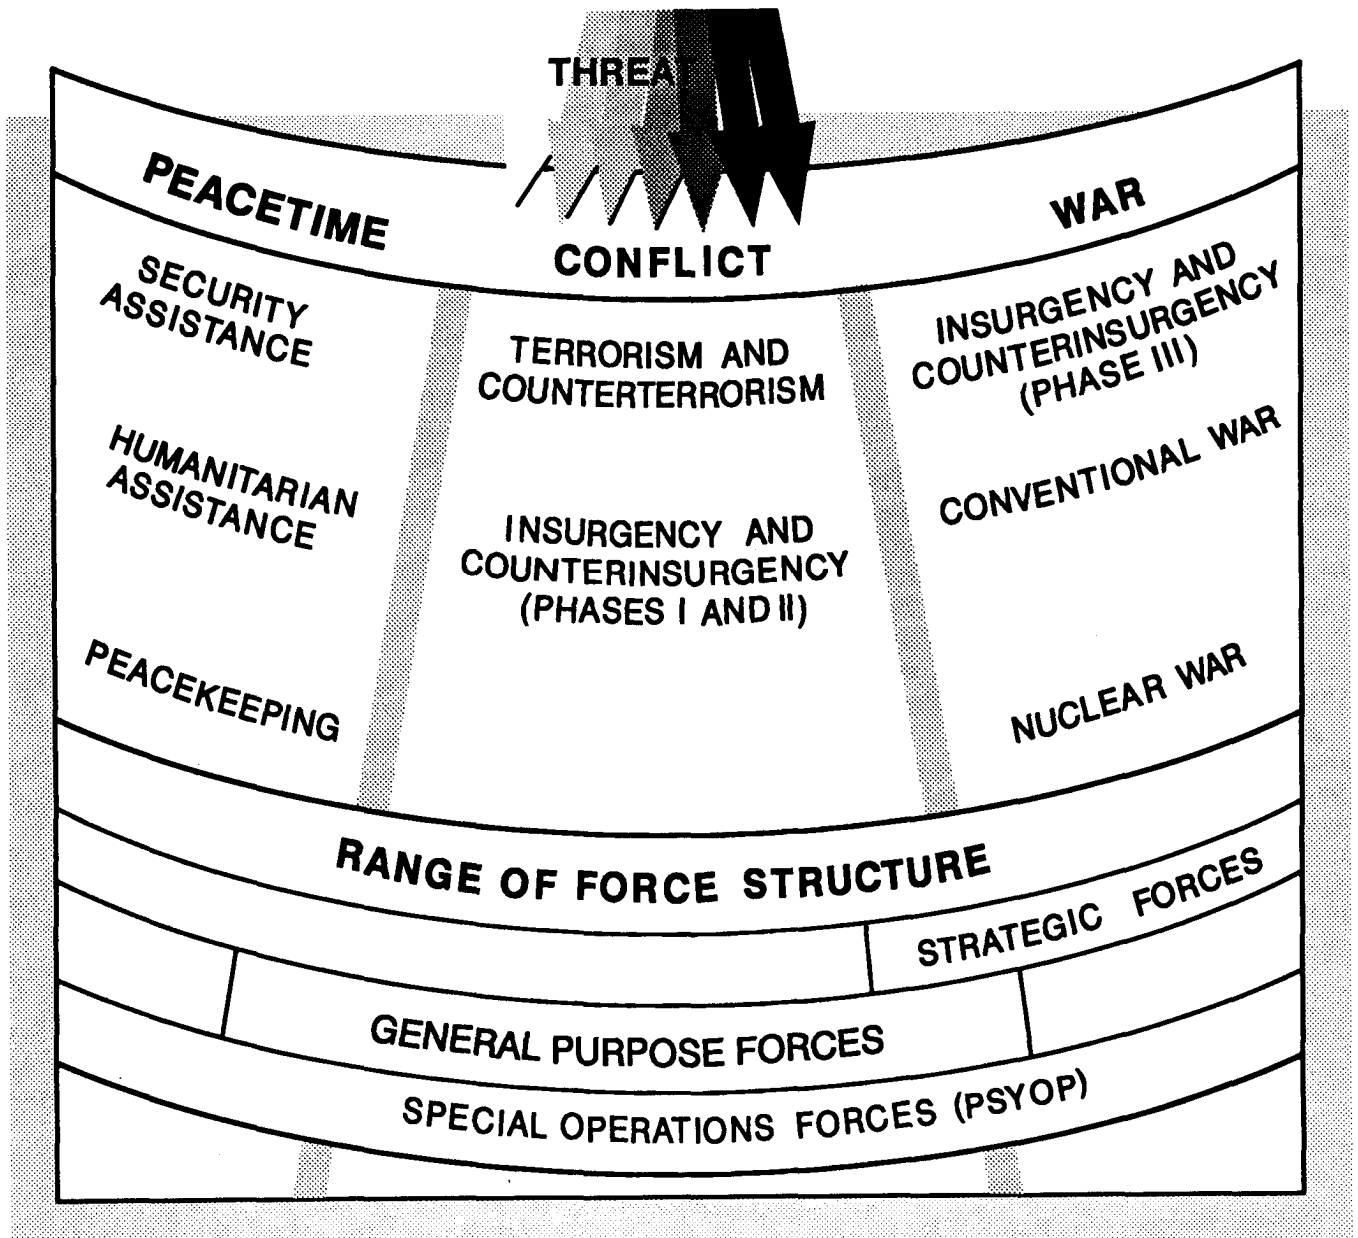 THREAT
PEACETIME
CONFLICT
WAR
SECURITY
ASSISTANCE
HUMANITARIAN
ASSISTANCE
PEACEKEEPING
TERRORISM AND
COUNTERTERRORISM
INSURGENCY AND
COUNTERINSURGENCY
(PHASES I AND II)
INSURGENCY AND
COUNTERINSURGENCY
(PHASE III)
CONVENTIONAL WAR
NUCLEAR WAR
RANGE OF FORCE STRUCTURE
STRATEGIC FORCES
GENERAL PURPOSE FORCES
SPECIAL OPERATIONS FORCES (PSYOP)